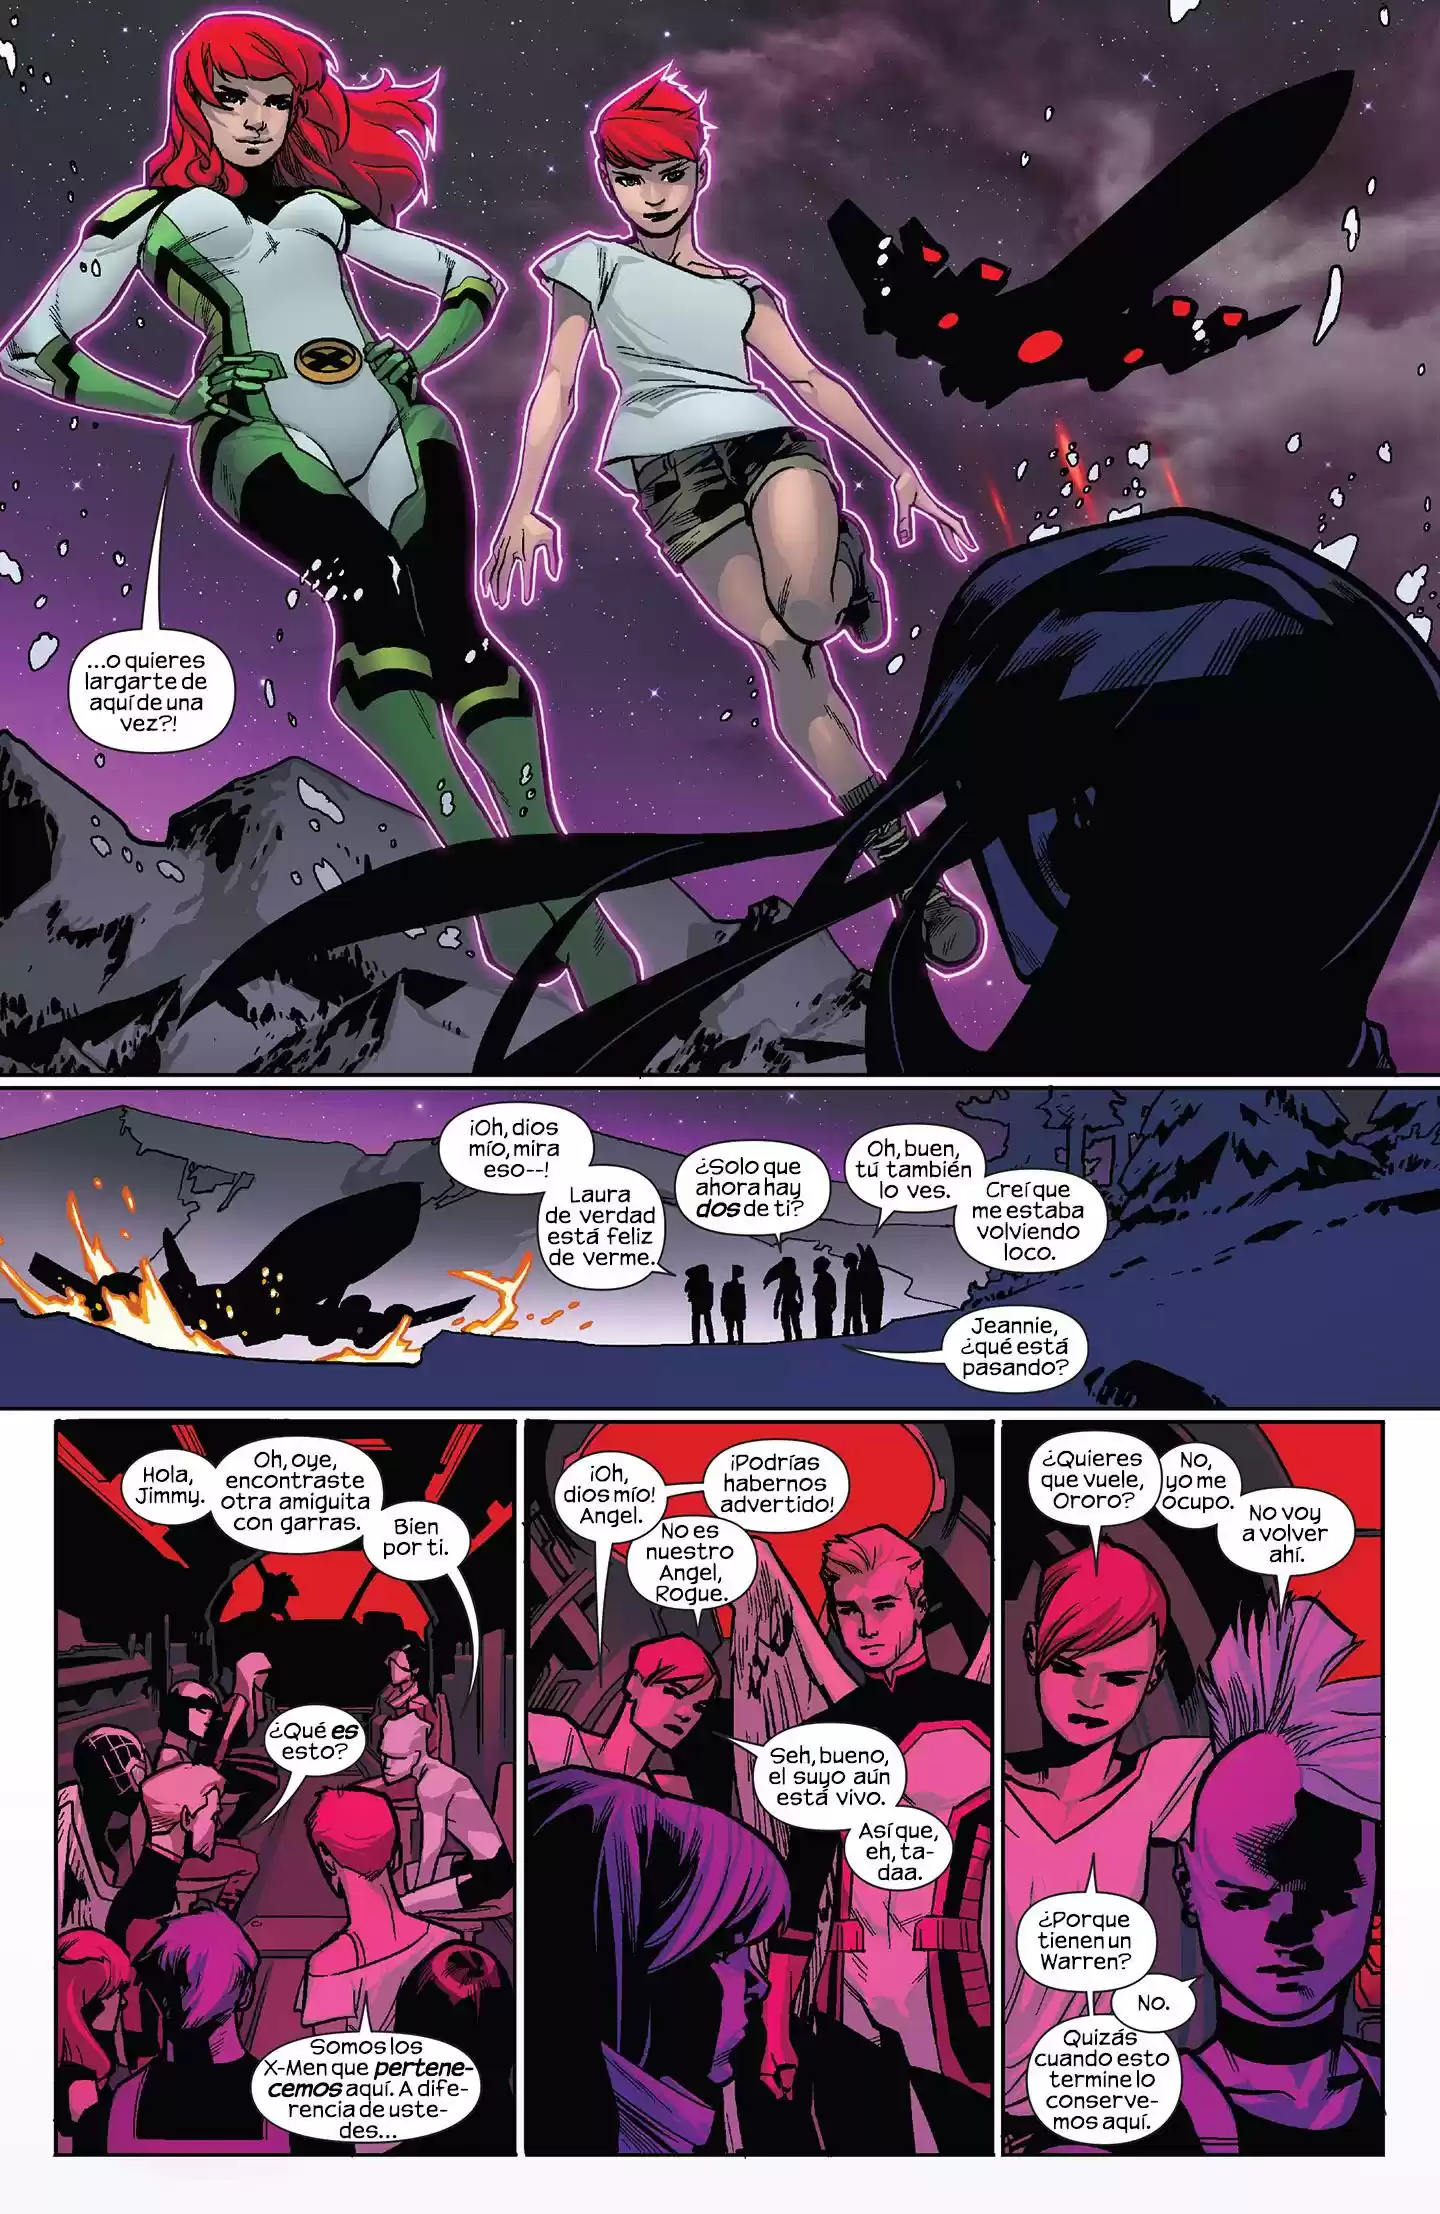 ...o quieres
largarte de
aquí de una
vez?!
¡Oh, dios
mío, mira
eso--!
Laura
de verdad
está feliz
de verme.
¿Solo que
ahora hay
dos de ti?
Oh, buen,
tú también
lo ves.
Creí que
me estaba
volviendo
loco.
Jeannie,
¿qué está
pasando?
Hola,
Jimmy.
Oh, oye,
encontraste
otra amiguita
con garras.
Bien
por ti.
¿Qué es
esto?
Somos los
X-Men que pertene-
cemos aquí. A dife-
rencia de uste-
des...
¡Oh,
dios mío!
Angel.
¡Podrías
habernos
advertido!
No es
nuestro
Angel,
Rogue.
Seh, bueno,
el suyo aún
está vivo.
Así que,
eh, ta-
daa.
¿Quieres
que vuele,
Ororo?
No,
yo me
ocupo.
No voy
a volver
ahí.
¿Porque
tienen un
Warren?
No.
Quizás
cuando esto
termine lo
conserve-
mos aquí.